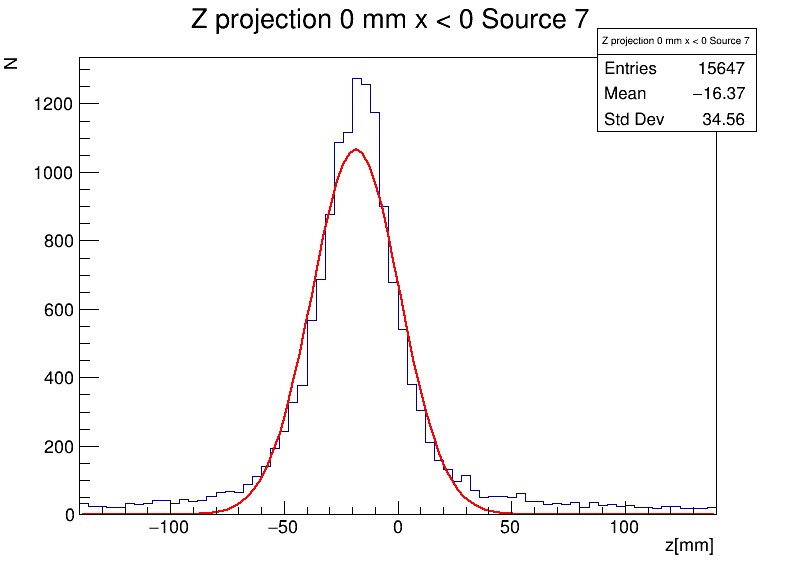 Z projection 0 mm x < 0 Source 7
Z projection 0 mm x < 0 Source 7
Entries 15647
Mean −16.37
Std Dev 34.56
N
1200
1000
800
600
400
200
0
−100 −50 0 50 100
z[mm]